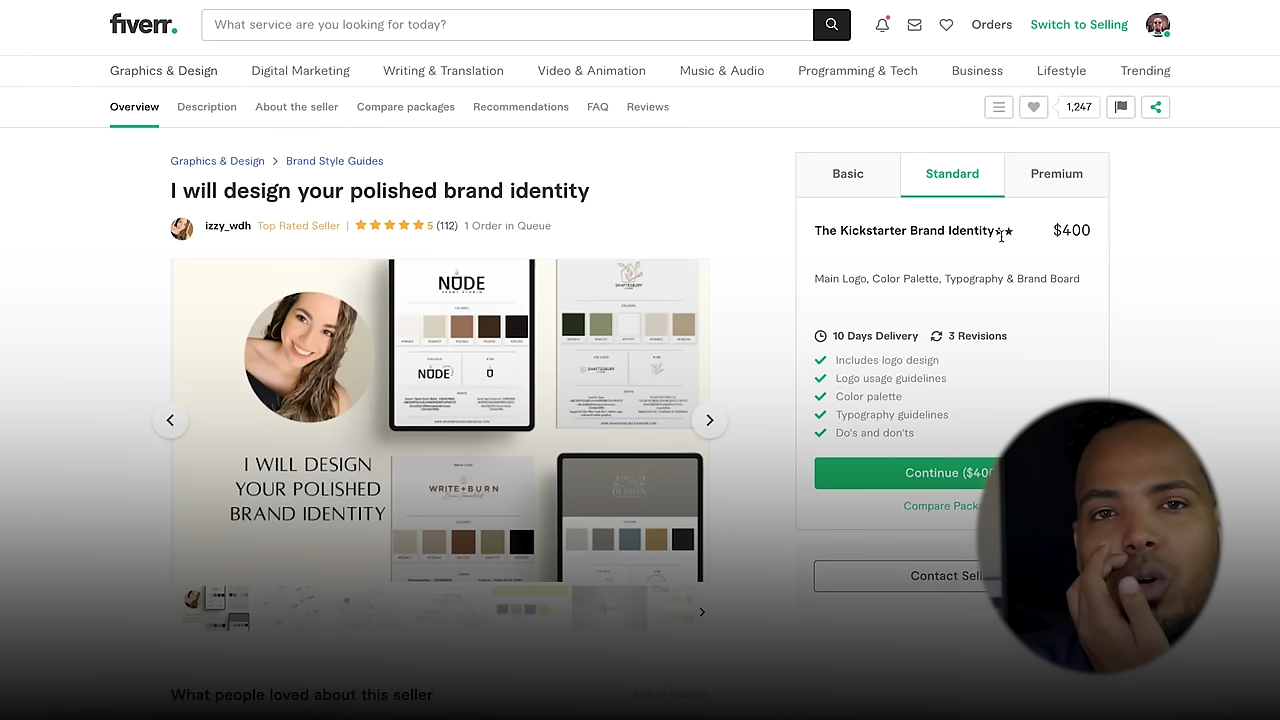 fiverr.
What service are you looking for today?
Orders
Switch to Selling
Graphics & Design
Digital Marketing
Writing & Translation
Video & Animation
Music & Audio
Programming & Tech
Business
Lifestyle
Trending
Overview
Description
About the seller
Compare packages
Recommendations
FAQ
Reviews
1,247
Graphics & Design > Brand Style Guides
I will design your polished brand identity
izzy_wdh Top Rated Seller | ★★★★★ 5 (112) 1 Order in Queue
NUDE
NUDE
U
WRITE+BURN
DESIGN
I WILL DESIGN
YOUR POLISHED
BRAND IDENTITY
Basic
Standard
Premium
The Kickstarter Brand Identity★★
$400
Main Logo, Color Palette, Typography & Brand Board
10 Days Delivery
3 Revisions
Includes logo design
Logo usage guidelines
Color palette
Typography guidelines
Do's and don'ts
Continue ($400
Compare Pack
Contact Sell
What people loved about this seller